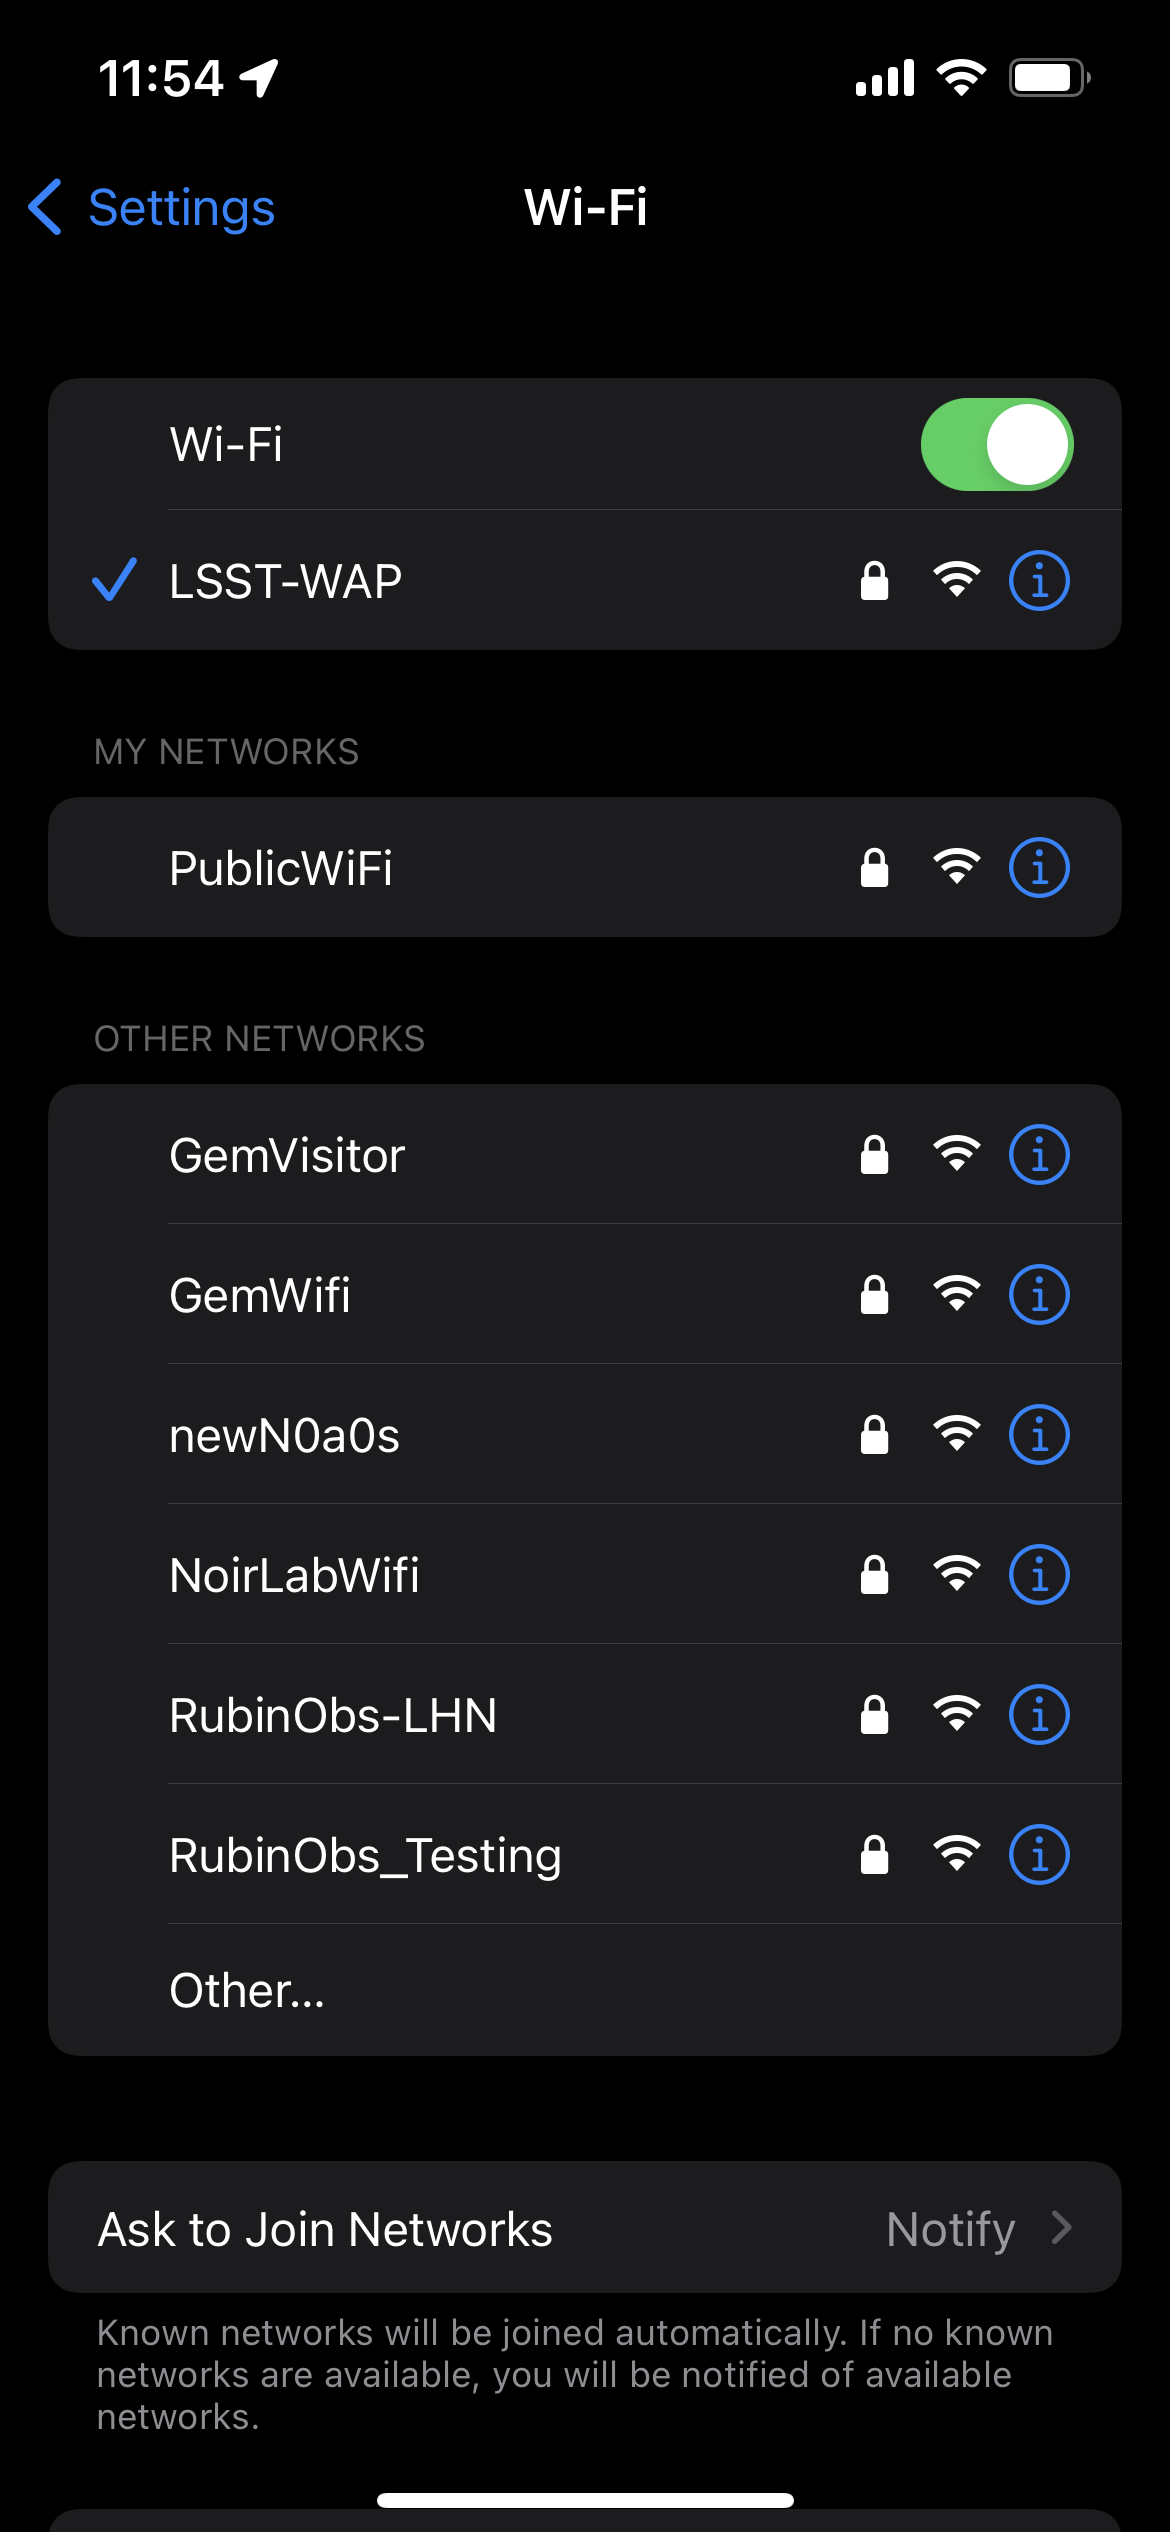 11:54
Settings
Wi-Fi
Wi-Fi
LSST-WAP
MY NETWORKS
PublicWiFi
OTHER NETWORKS
GemVisitor
GemWifi
newN0a0s
NoirLabWifi
RubinObs-LHN
RubinObs_Testing
Other...
Ask to Join Networks Notify
Known networks will be joined automatically. If no known
networks are available, you will be notified of available
networks.